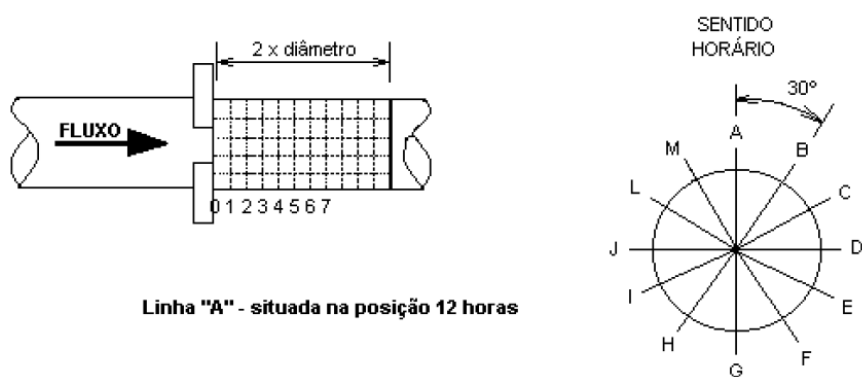 2 x diâmetro
FLUXO
0 1 2 3 4 5 6 7
Linha "A" - situada na posição 12 horas
SENTIDO
HORÁRIO
30º
A
B
C
D
E
F
G
H
I
J
L
M